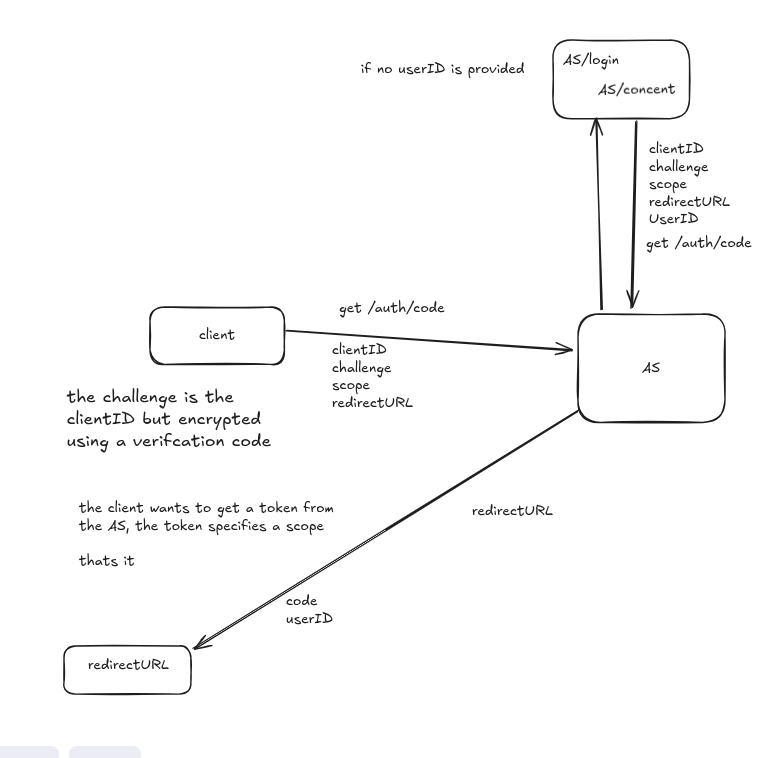 AS/login
if no userID is provided
AS/concent
clientID
challenge
scope
redirectURL
UserID
get /auth/code
get /auth/code
client
clientID
challenge
scope
redirectURL
AS
the challenge is the
clientID but encrypted
using a verifcation code
the client wants to get a token from
the AS, the token specifies a scope
thats it
redirectURL
code
userID
redirectURL